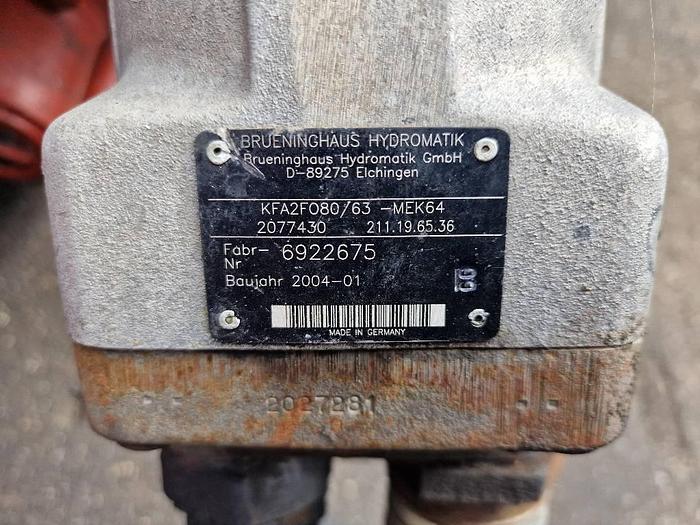 BRUENINGHAUS HYDROMATIK
Brueninghaus Hydromatik GmbH
D-89275 Elchingen
KFA2FO80/63 -MEK64
2077430 211.19.65.36
Fabr-Nr 6922675
Baujahr 2004-01
MADE IN GERMANY
2027281